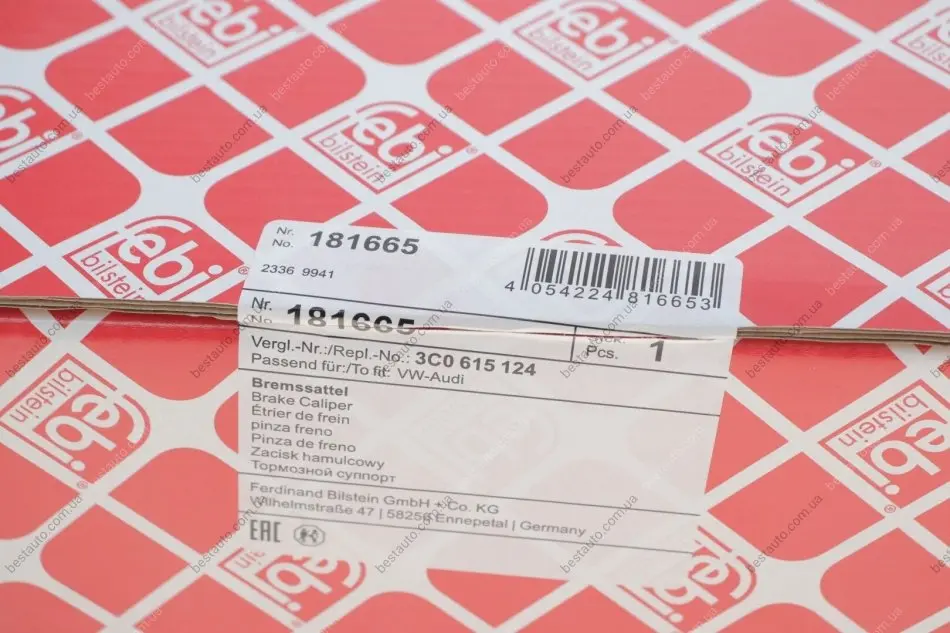 febi
bilstein
Nr.
No. 181665
2336 9941
4 054224 816653
Nr.
No. 181665
Stck.
Pcs. 1
Vergl.-Nr.:/Repl.-No.: 3C0 615 124
Passend für:/To fit: VW-Audi
Bremssattel
Brake Caliper
Étrier de frein
pinza freno
Pinza de freno
Zacisk hamulcowy
Тормозной суппорт
Ferdinand Bilstein GmbH + Co. KG
Wilhelmstraße 47 | 58256 Ennepetal | Germany
EAC
bestauto.com.ua